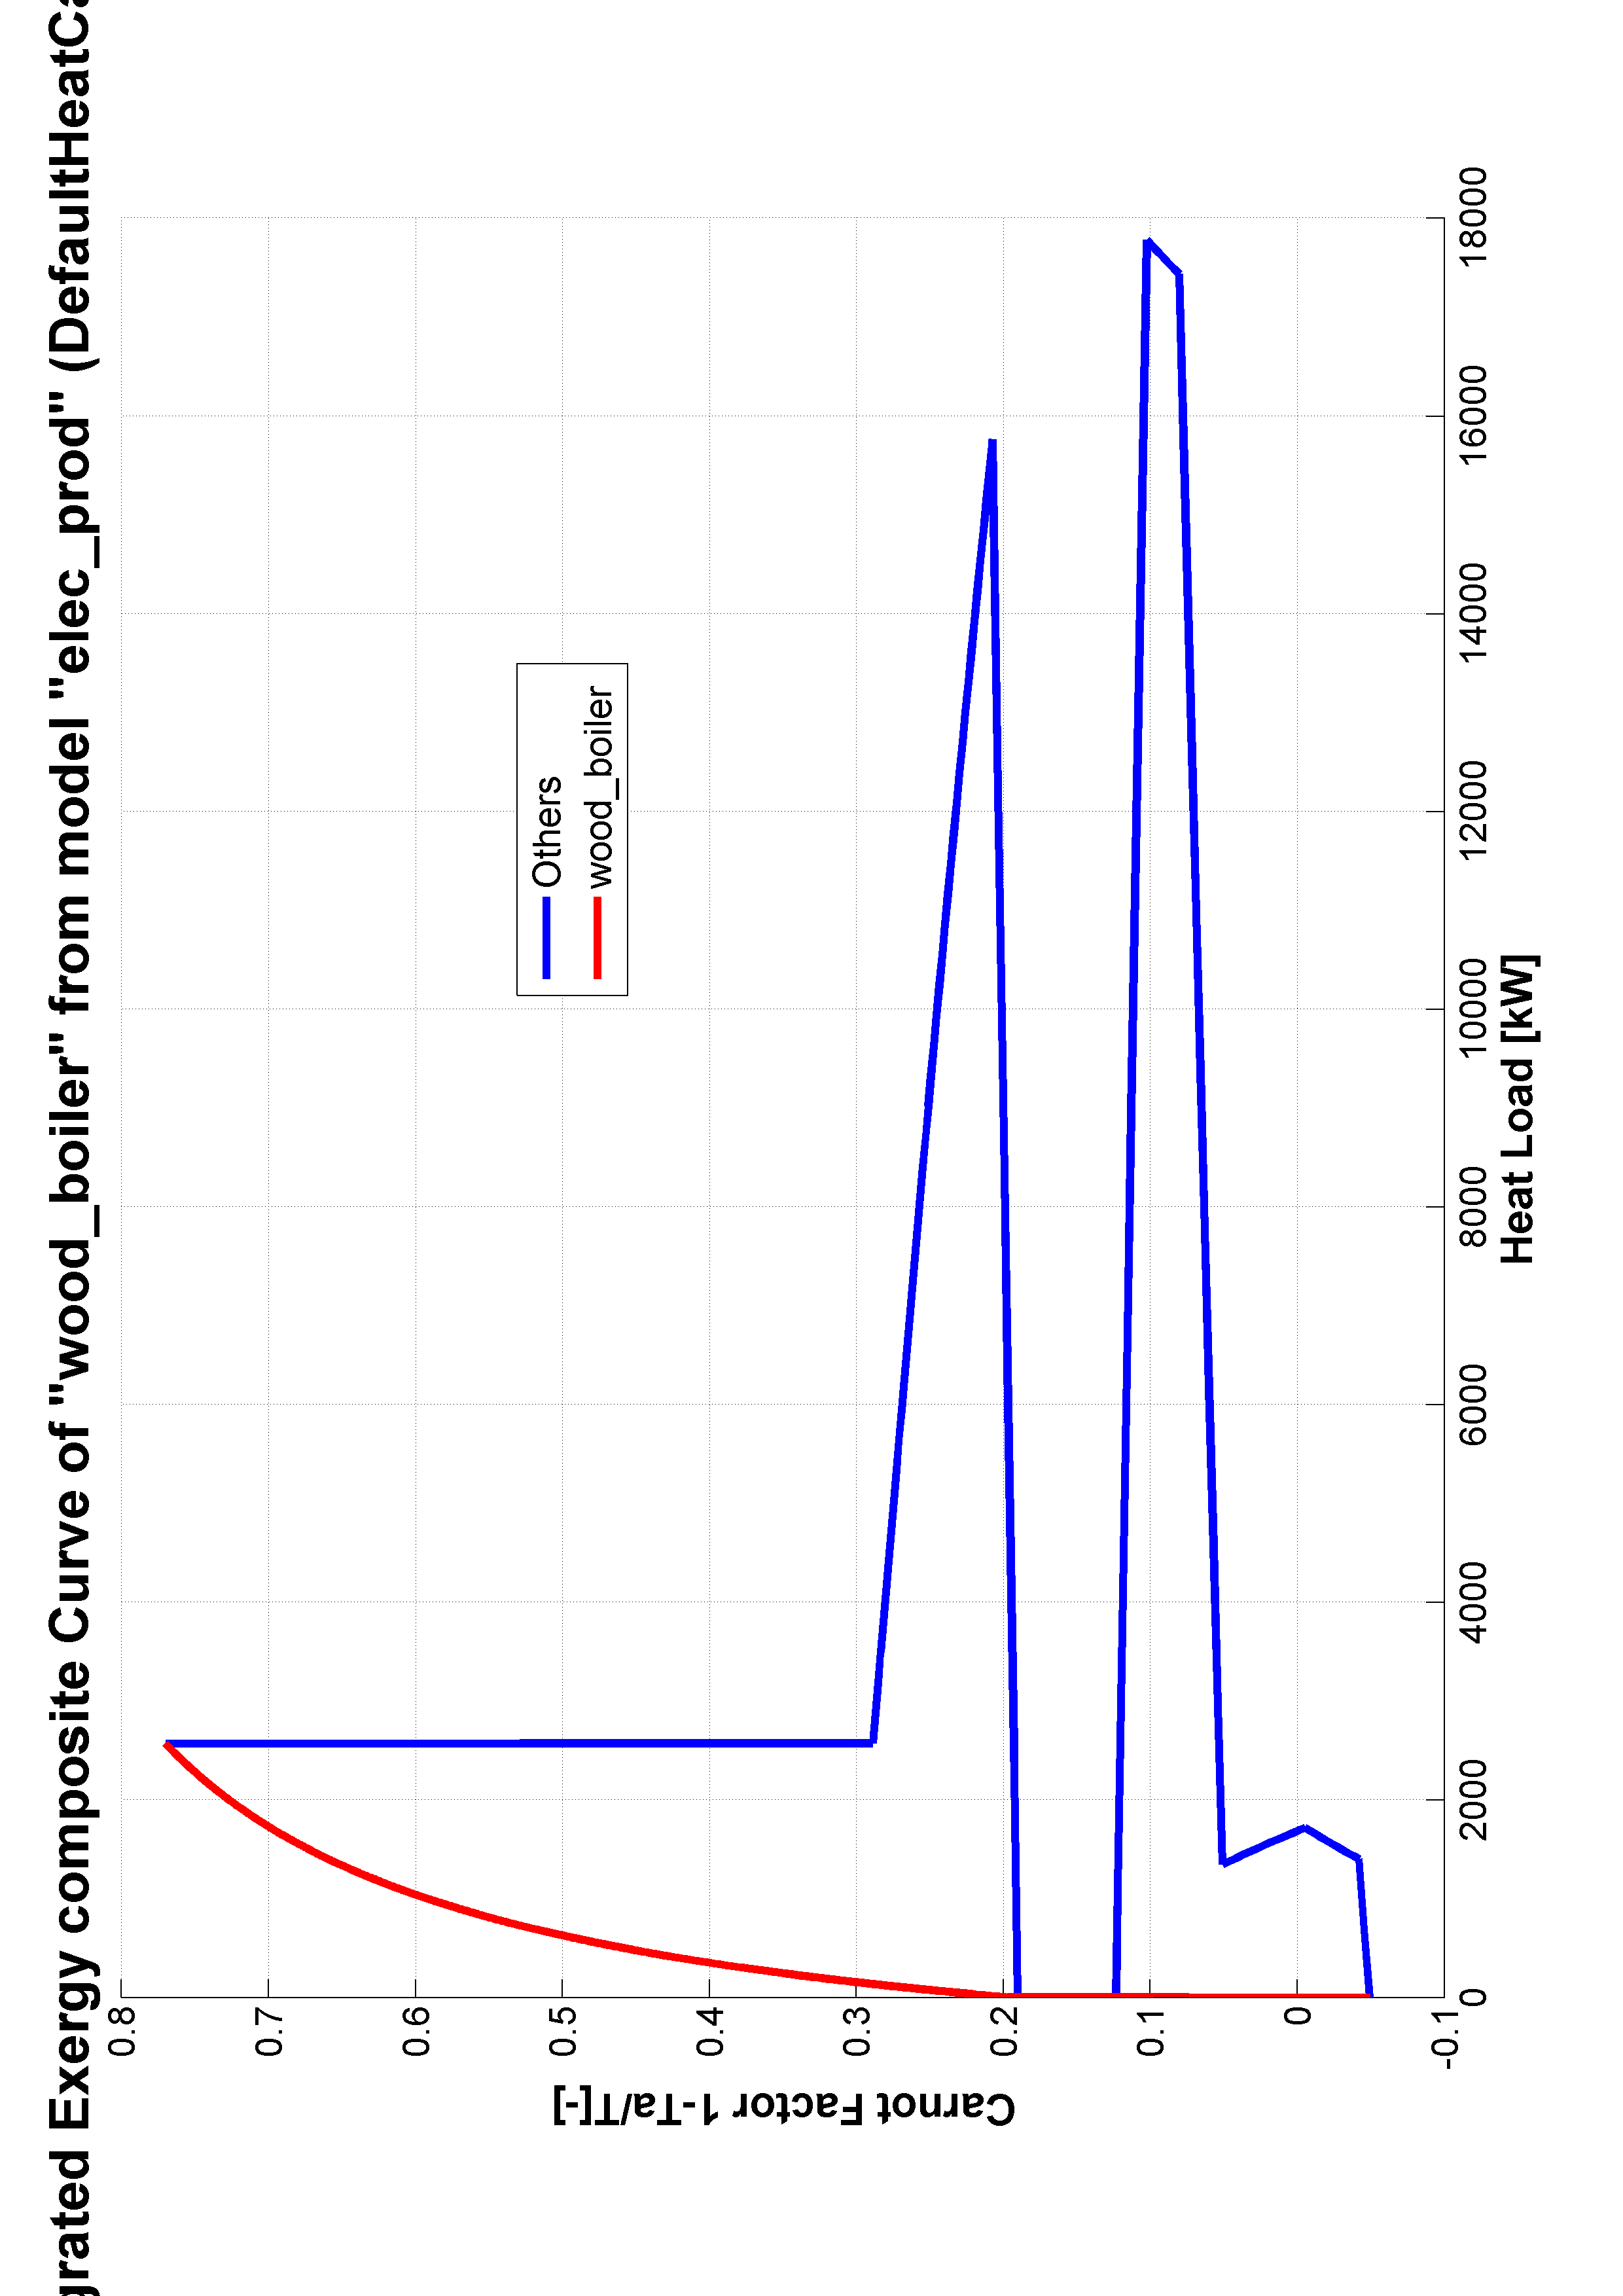 grated Exergy composite Curve of "wood_boiler" from model "elec_prod" (DefaultHeatCa
Others
wood_boiler
0.8
0.7
0.6
0.5
0.4
0.3
0.2
0.1
0
-0.1
Carnot Factor 1-Ta/T[-]
0 2000 4000 6000 8000 10000 12000 14000 16000 18000
Heat Load [kW]